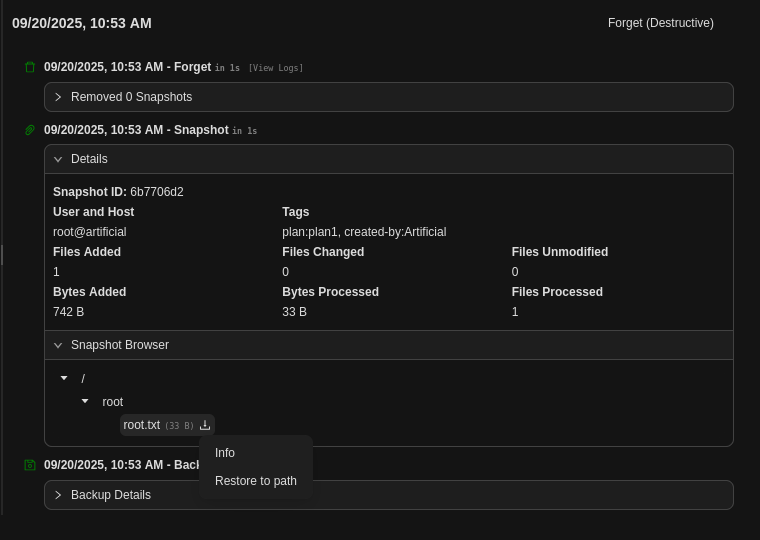 09/20/2025, 10:53 AM
Forget (Destructive)
09/20/2025, 10:53 AM - Forget in 1s [View Logs]
Removed 0 Snapshots
09/20/2025, 10:53 AM - Snapshot in 1s
Details
Snapshot ID: 6b7706d2
User and Host Tags
root@artificial plan:plan1, created-by:Artificial
Files Added Files Changed Files Unmodified
1 0 0
Bytes Added Bytes Processed Files Processed
742 B 33 B 1
Snapshot Browser
/
root
root.txt (33 B)
Info
Restore to path
09/20/2025, 10:53 AM - Back
Backup Details